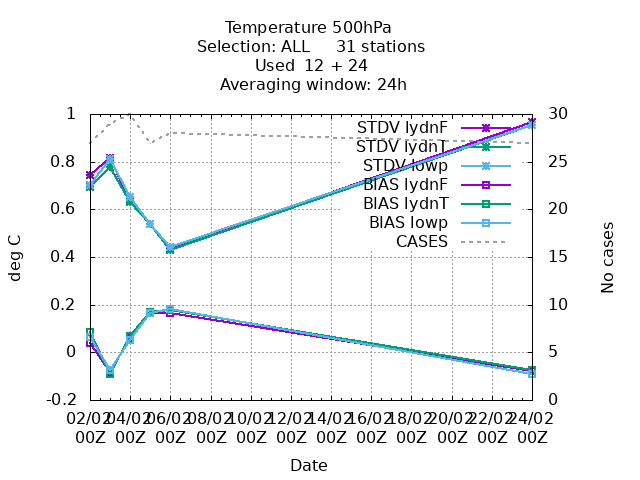 Temperature 500hPa
Selection: ALL     31 stations
Used  12 + 24
Averaging window: 24h
1
0.8
0.6
0.4
0.2
0
-0.2
30
25
20
15
10
5
0
deg C
No cases
STDV lydnF
STDV lydnT
STDV lowp
BIAS lydnF
BIAS lydnT
BIAS lowp
CASES
02/02 04/02 06/02 08/02 10/02 12/02 14/02 16/02 18/02 20/02 22/02 24/02
00Z 00Z 00Z 00Z 00Z 00Z 00Z 00Z 00Z 00Z 00Z 00Z
Date